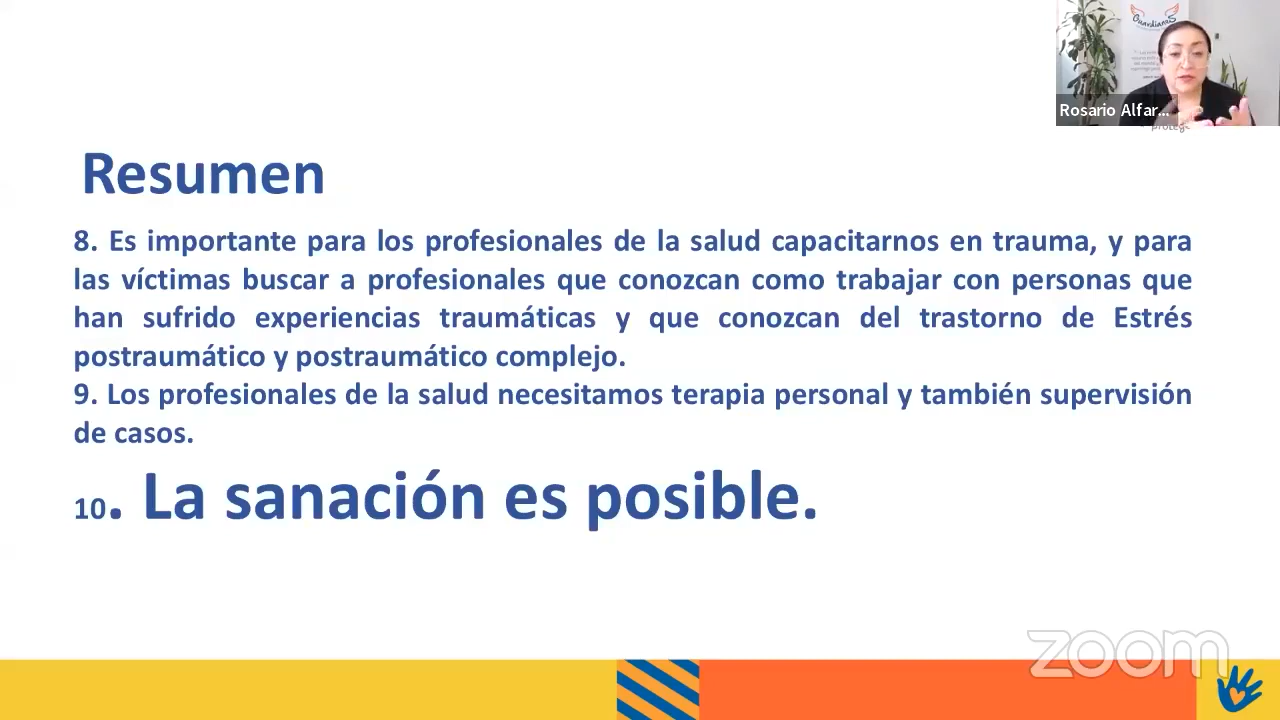 Guardianes
Rosario Alfar...
protege
Resumen
8. Es importante para los profesionales de la salud capacitarnos en trauma, y para
las víctimas buscar a profesionales que conozcan como trabajar con personas que
han sufrido experiencias traumáticas y que conozcan del trastorno de Estrés
postraumático y postraumático complejo.
9. Los profesionales de la salud necesitamos terapia personal y también supervisión
de casos.
10. La sanación es posible.
zoom